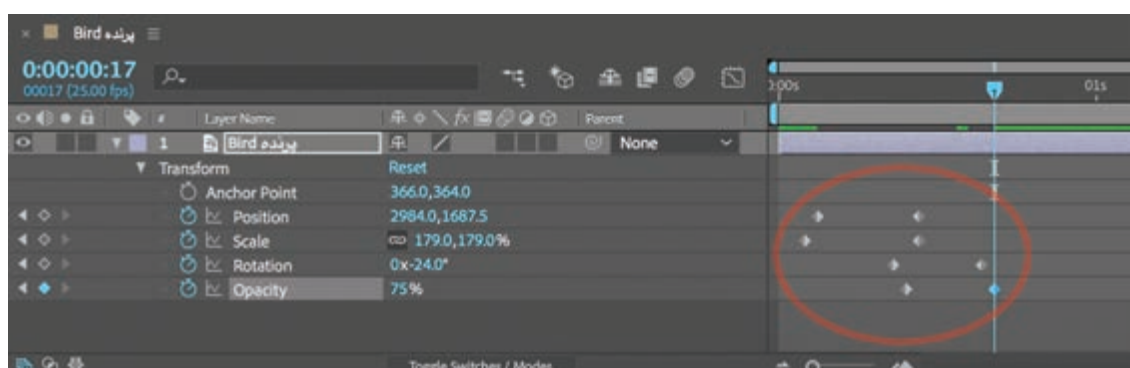 × Bird پرنده ☰
0:00:00:17
00017 (25.00 fps)
:00s 01s
# Layer Name fx Parent
1 Bird پرنده None
Transform Reset
Anchor Point 366.0,364.0
Position 2984.0,1687.5
Scale 179.0,179.0%
Rotation 0x-24.0°
Opacity 75%
Toggle Switches / Modes